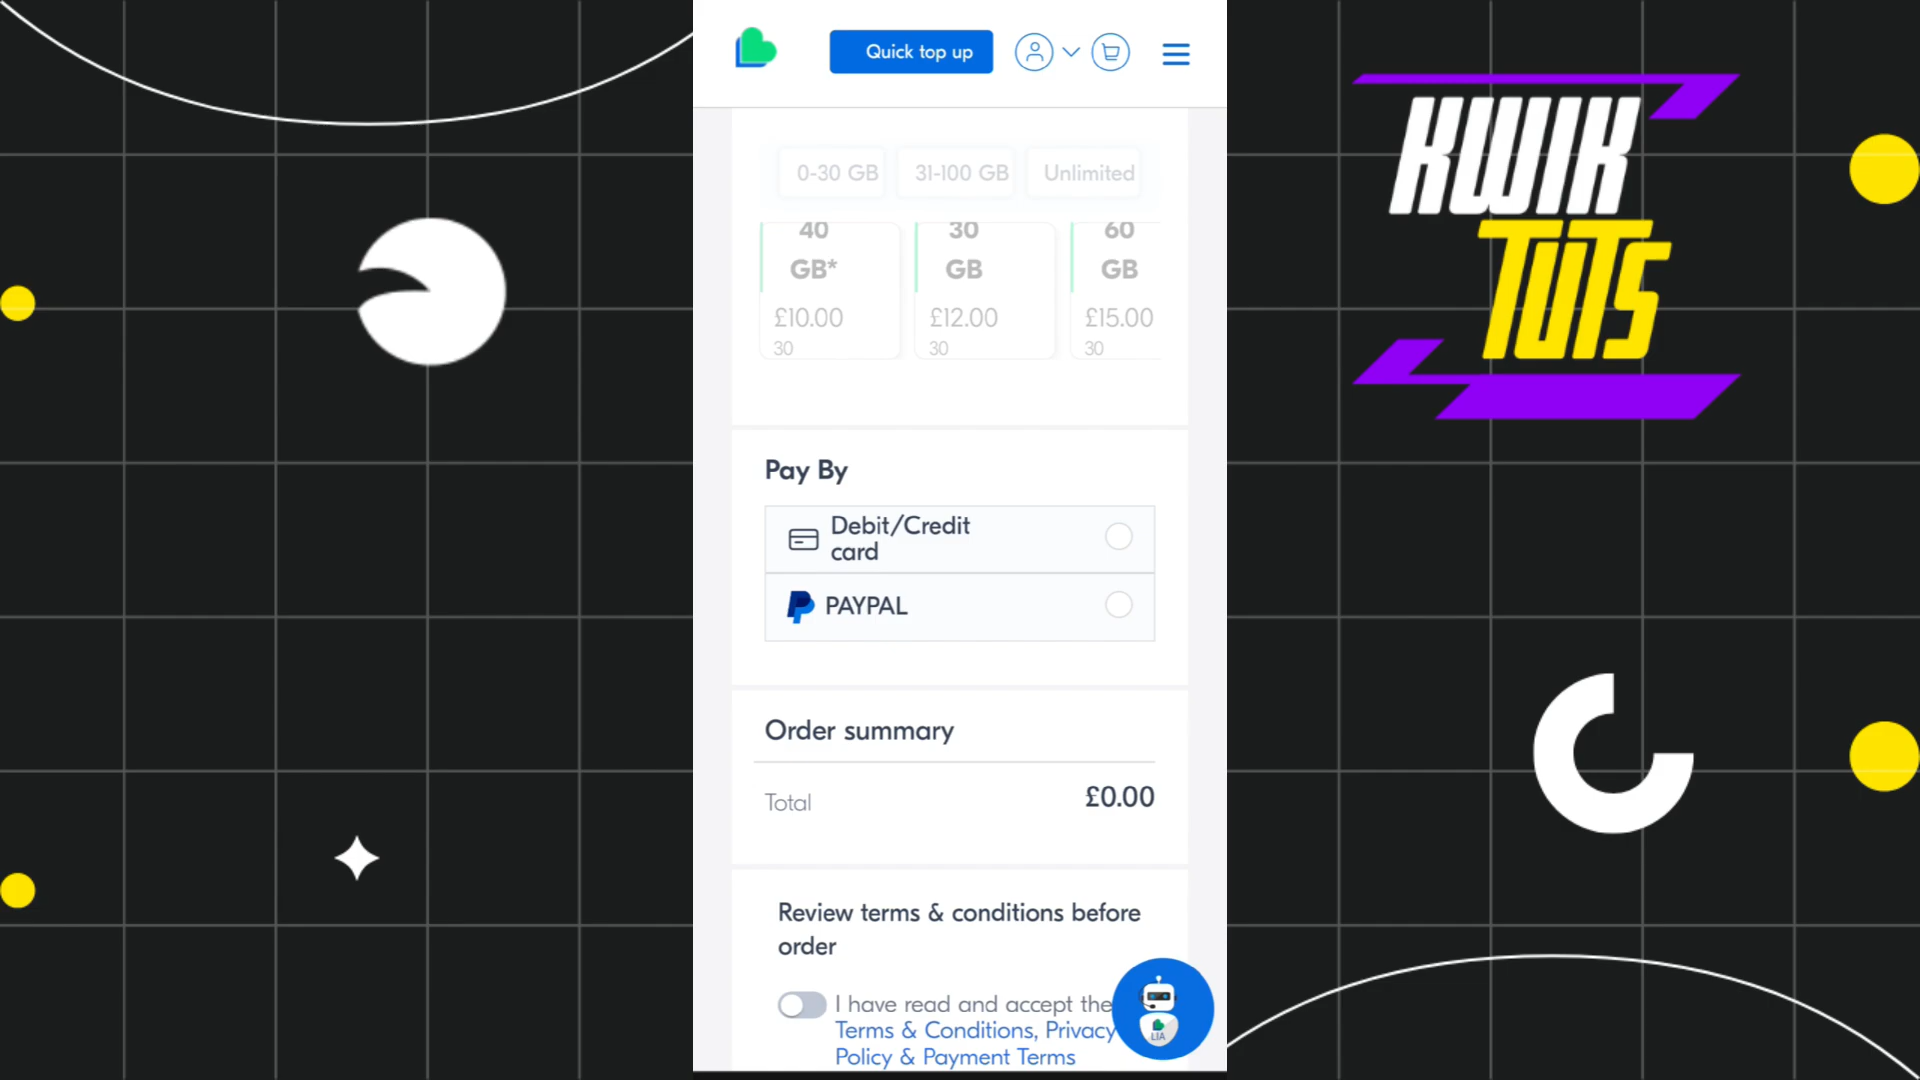 Quick top up
0-30 GB 31-100 GB Unlimited
40 30 60
GB* GB GB
£10.00 £12.00 £15.00
30 30 30
Pay By
Debit/Credit
card
PAYPAL
Order summary
Total £0.00
Review terms & conditions before
order
I have read and accept the
Terms & Conditions, Privacy
Policy & Payment Terms
LIA
KWIK
TUTS